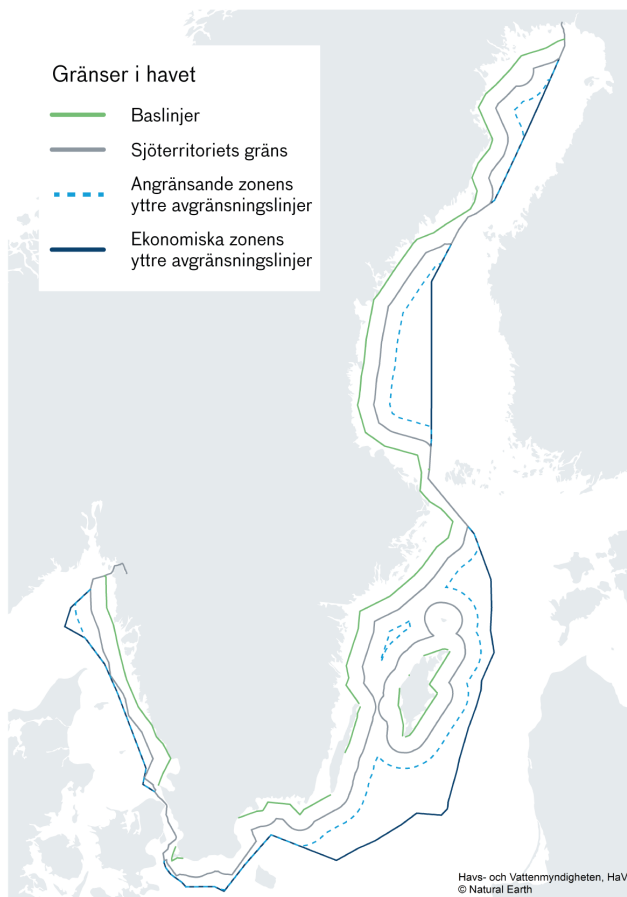 Gränser i havet
Baslinjer
Sjöterritoriets gräns
Angränsande zonens
yttre avgränsningslinjer
Ekonomiska zonens
yttre avgränsningslinjer
Havs- och Vattenmyndigheten, HaV
© Natural Earth